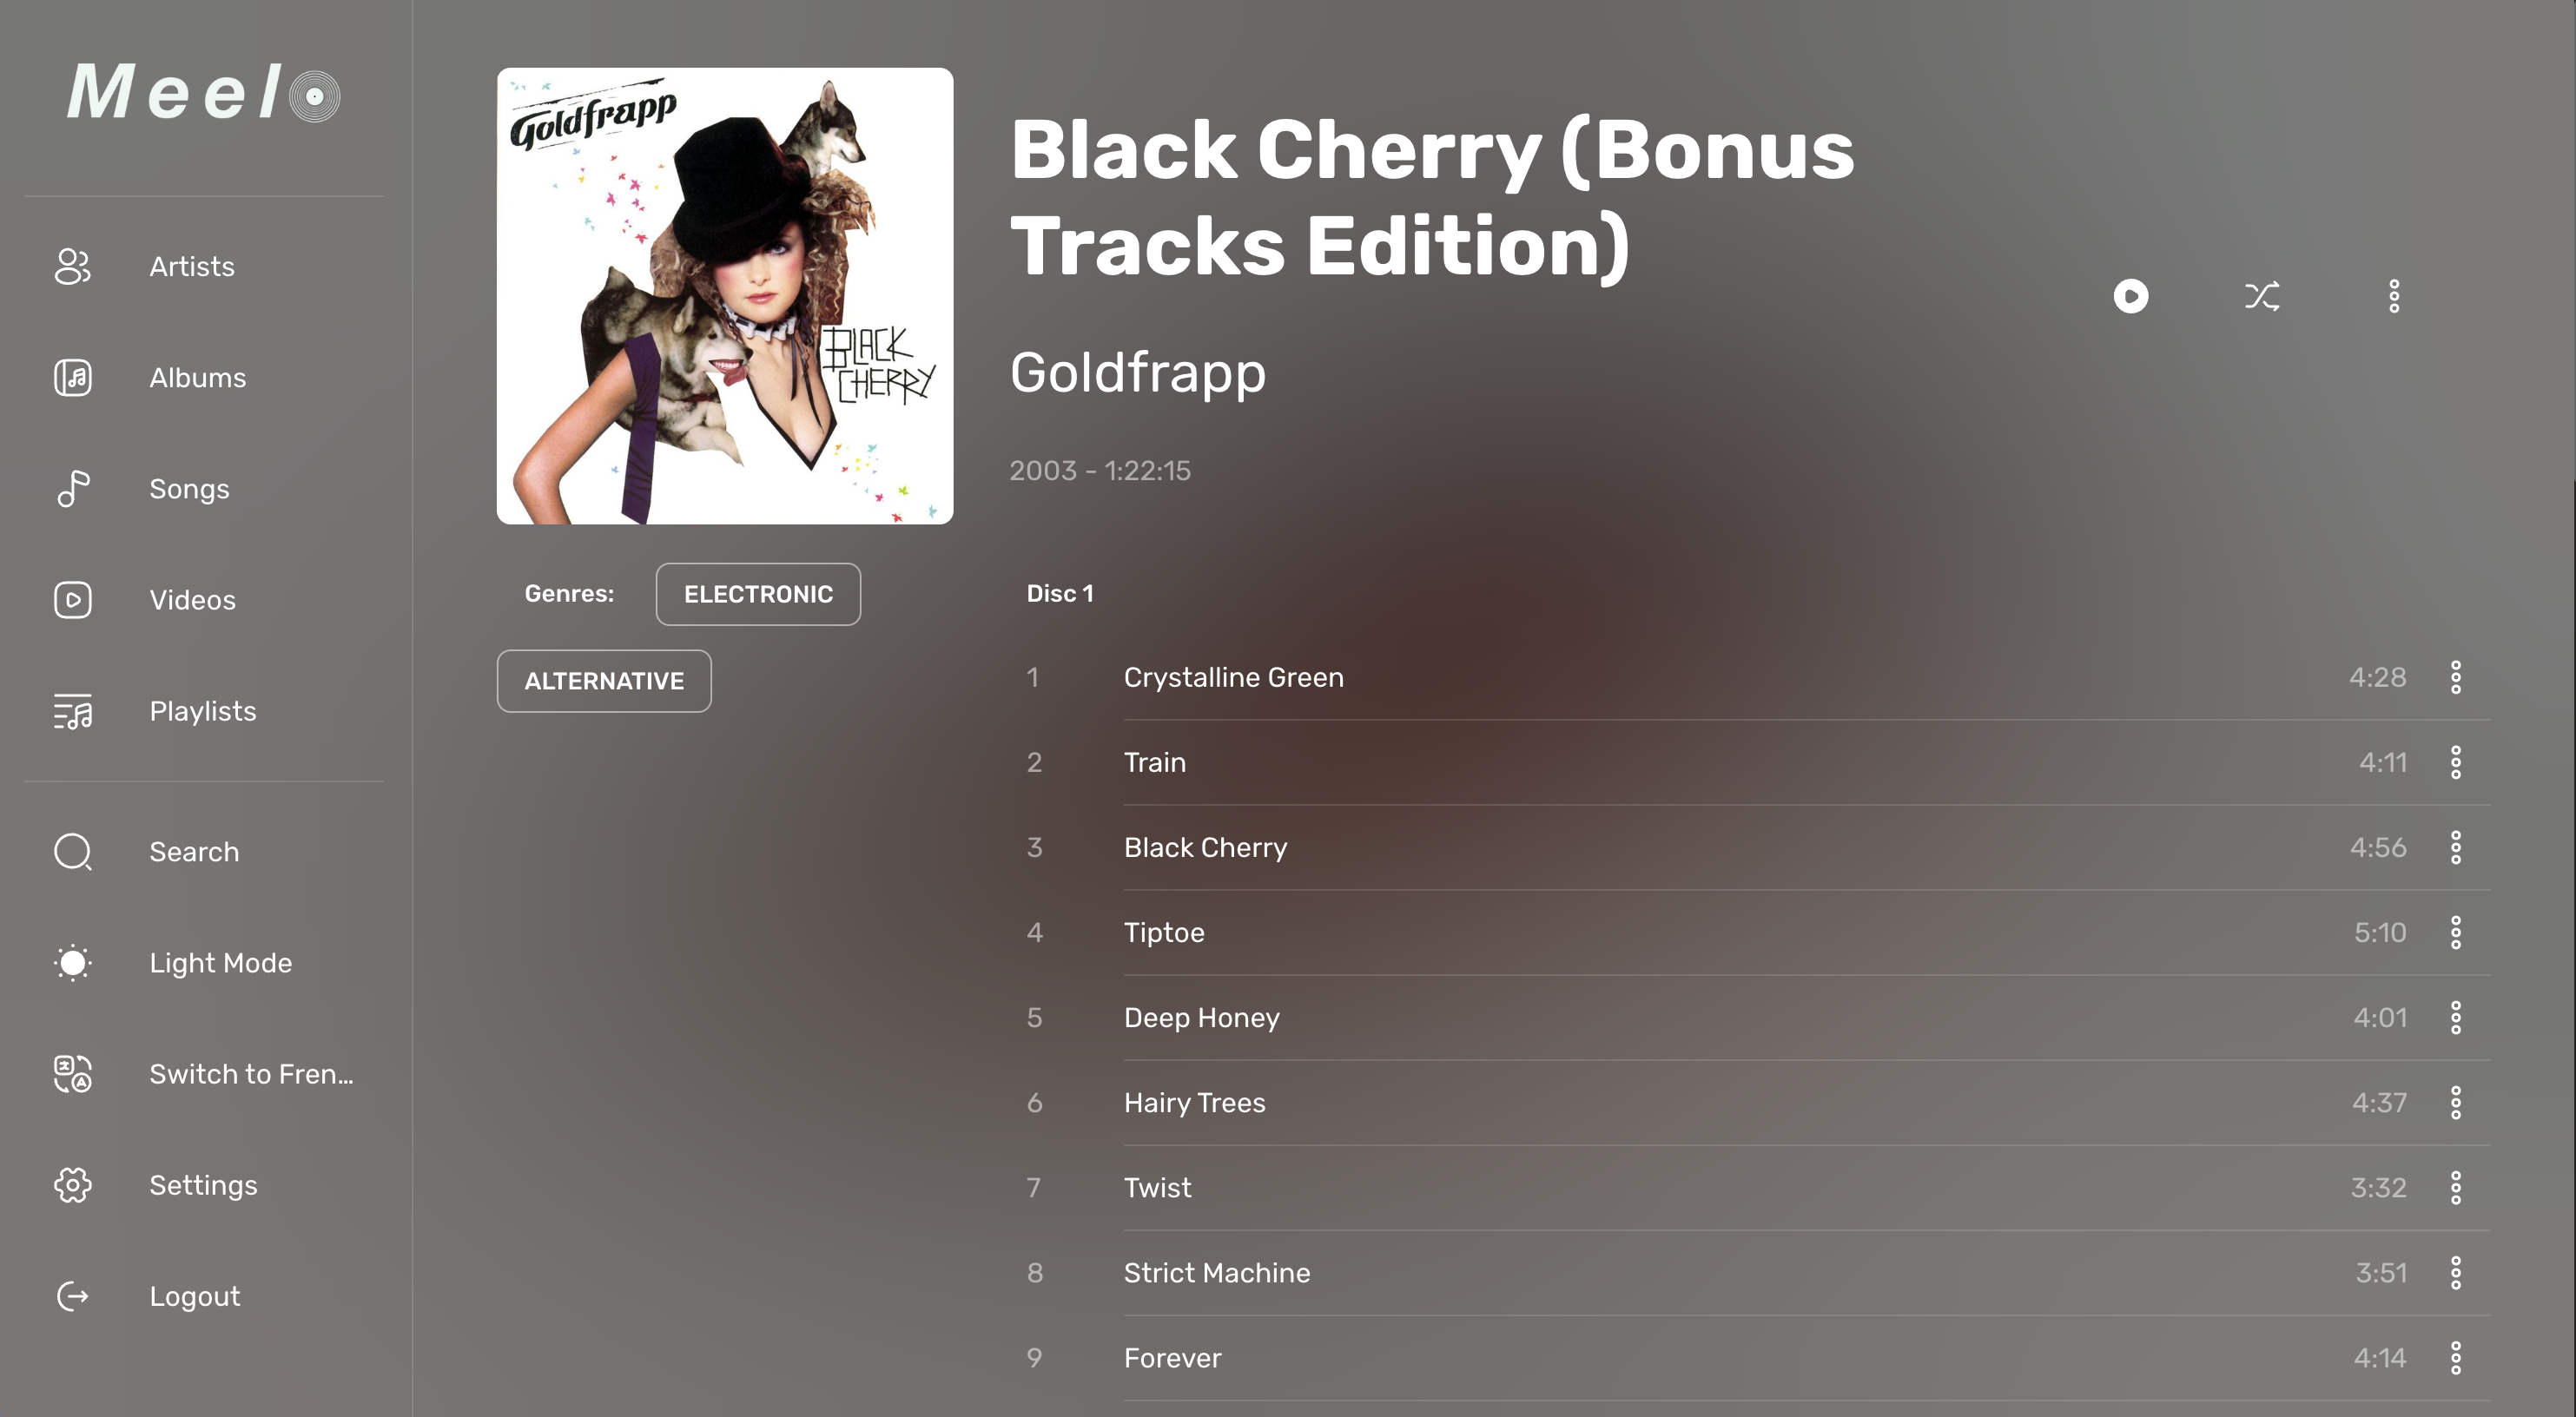 Meelo
Artists
Albums
Songs
Videos
Playlists
Search
Light Mode
Switch to Fren...
Settings
Logout
Goldfrapp
BLACK
CHERRY
Black Cherry (Bonus
Tracks Edition)
Goldfrapp
2003 - 1:22:15
Genres: ELECTRONIC
ALTERNATIVE
Disc 1
1 Crystalline Green 4:28
2 Train 4:11
3 Black Cherry 4:56
4 Tiptoe 5:10
5 Deep Honey 4:01
6 Hairy Trees 4:37
7 Twist 3:32
8 Strict Machine 3:51
9 Forever 4:14